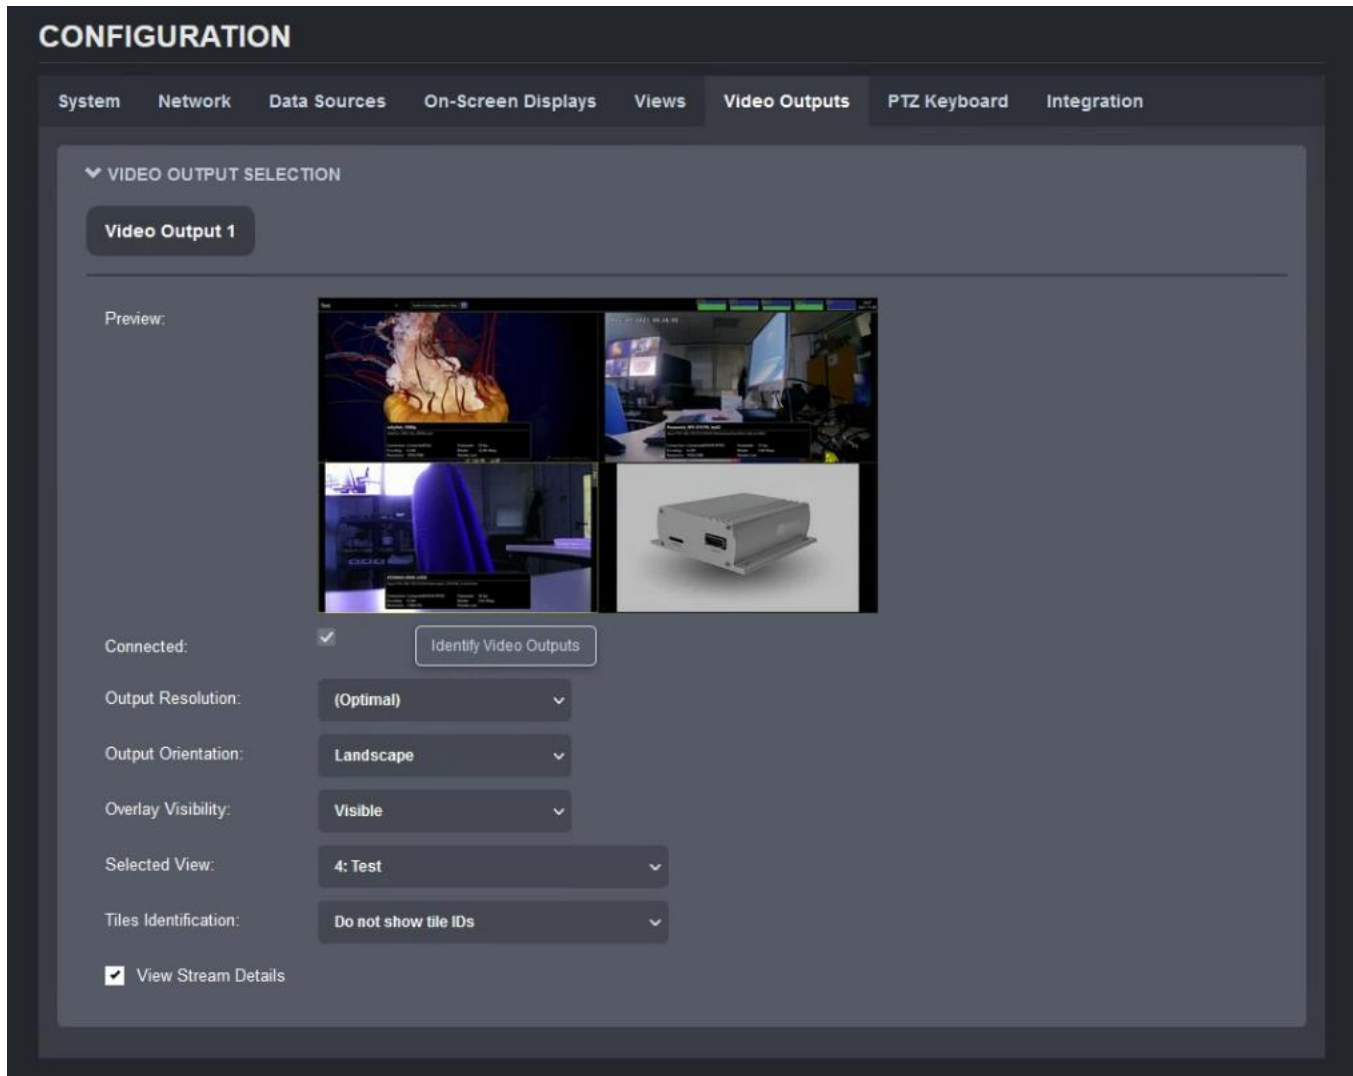 CONFIGURATION
System Network Data Sources On-Screen Displays Views Video Outputs PTZ Keyboard Integration
VIDEO OUTPUT SELECTION
Video Output 1
Preview:
Connected: Identify Video Outputs
Output Resolution: (Optimal)
Output Orientation: Landscape
Overlay Visibility: Visible
Selected View: 4: Test
Tiles Identification: Do not show tile IDs
View Stream Details